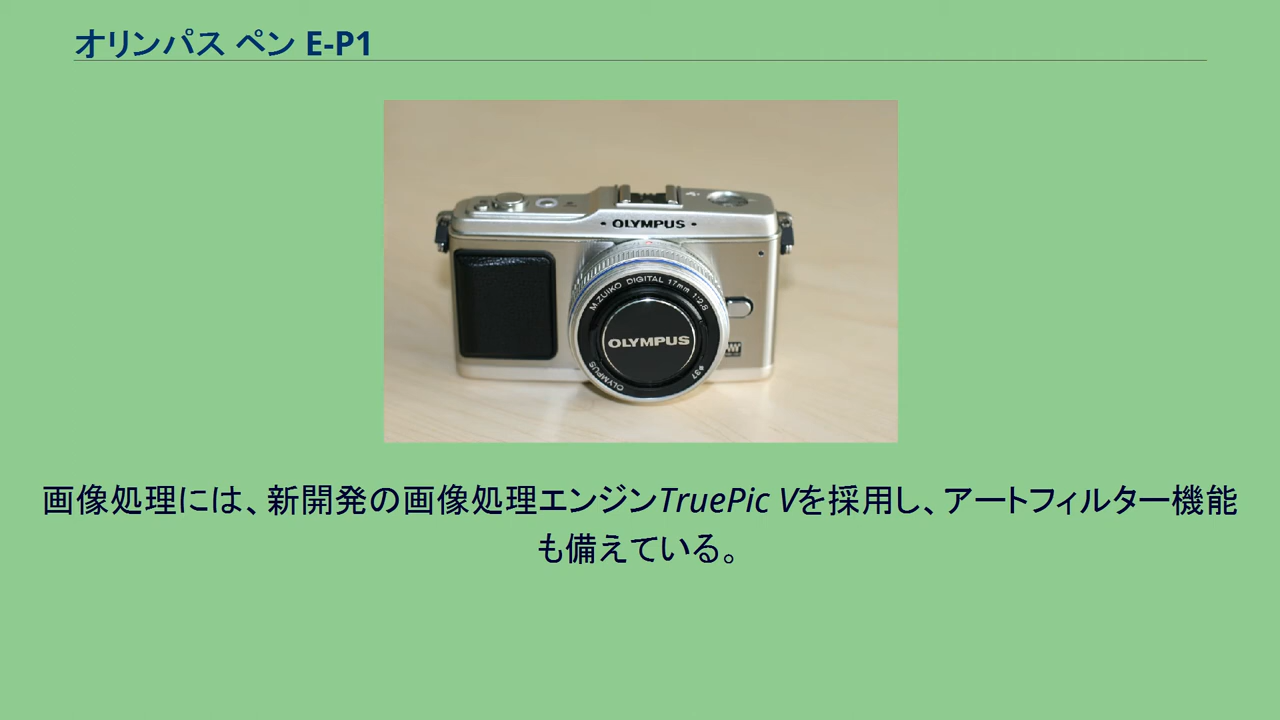 オリンパス ペン E-P1
OLYMPUS
M.ZUIKO DIGITAL 17mm 1:2.8
OLYMPUS
OLYMPUS
ø37
画像処理には、新開発の画像処理エンジンTruePic Vを採用し、アートフィルター機能
も備えている。